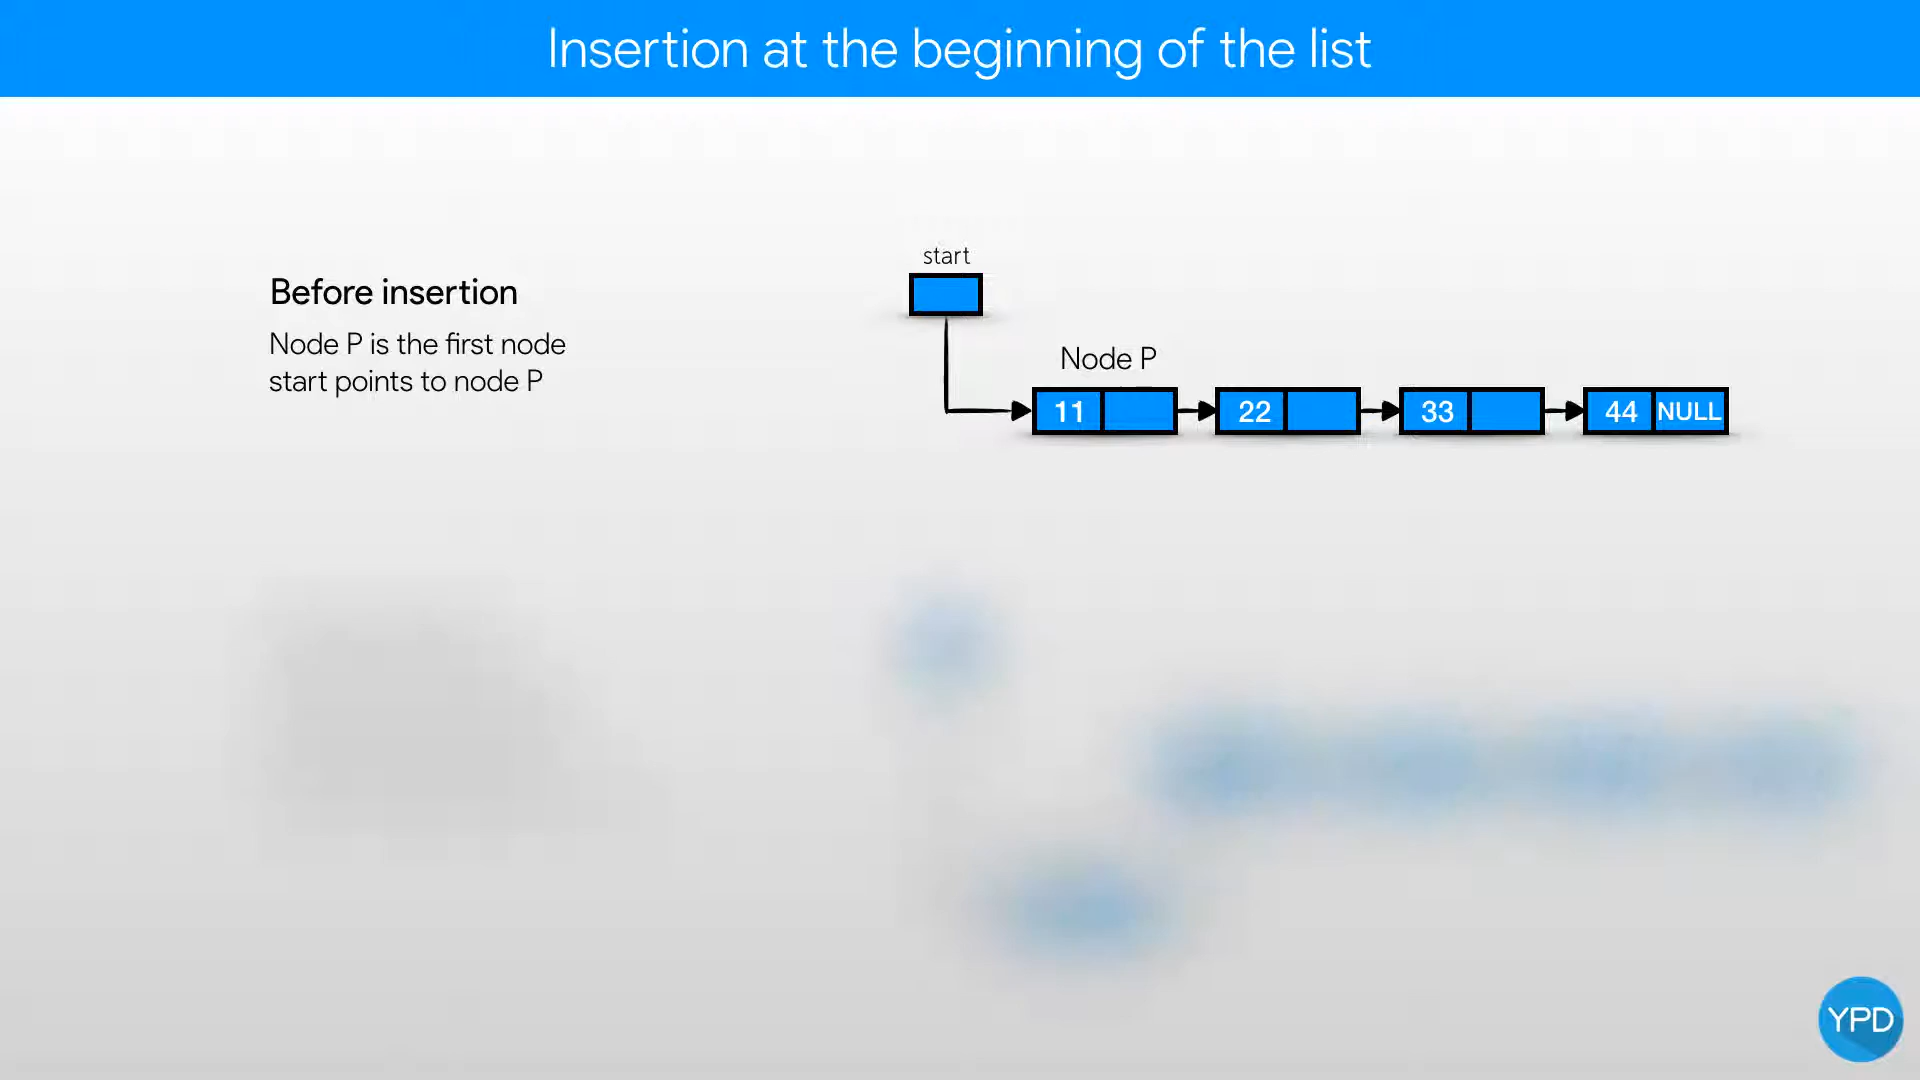 Insertion at the beginning of the list
start
Before insertion
Node P is the first node
start points to node P
Node P
11 22 33 44 NULL
YPD